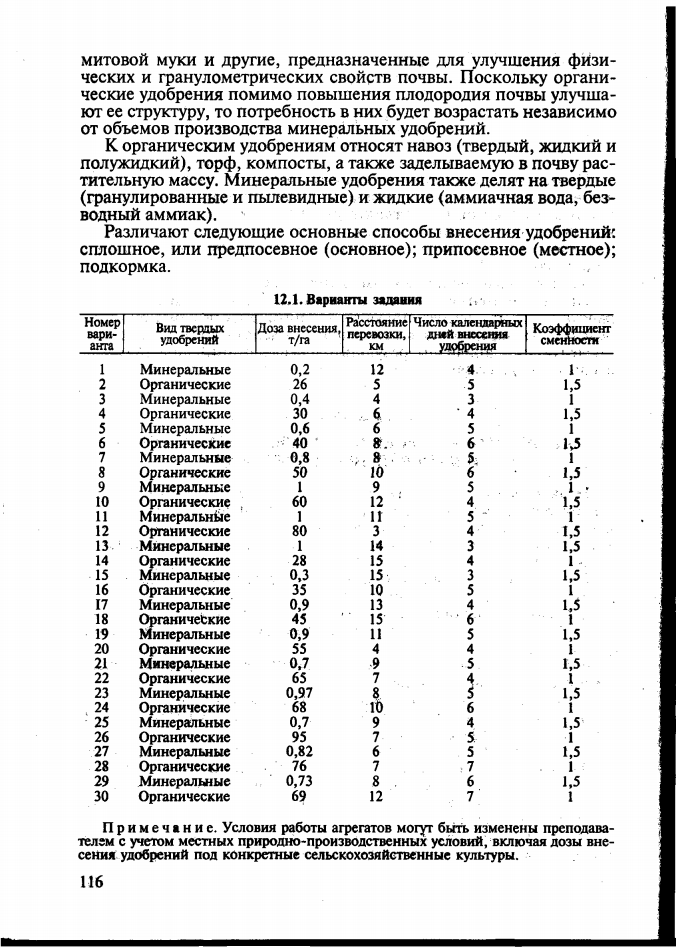 митовой муки и другие, предназначенные для улучшения физи-
ческих и гранулометрических свойств почвы. Поскольку органи-
ческие удобрения помимо повышения плодородия почвы улучша-
ют ее структуру, то потребность в них будет возрастать независимо
от объемов производства минеральных удобрений.
К органическим удобрениям относят навоз (твердый, жидкий и
полужидкий), торф, компосты, а также заделываемую в почву рас-
тительную массу. Минеральные удобрения также делят на твердые
(гранулированные и пылевидные) и жидкие (аммиачная вода, без-
водный аммиак).
Различают следующие основные способы внесения удобрений:
сплошное, или предпосевное (основное); припосевное (местное);
подкормка.
12.1. Варианты задания
Номер вари- анта | Вид твердых удобрений | Доза внесения, т/га | Расстояние перевозки, км | Число календарных дней внесения удобрения | Коэффициент сменности
1 Минеральные 0,2 12 4 1
2 Органические 26 5 5 1,5
3 Минеральные 0,4 4 3 1
4 Органические 30 6 4 1,5
5 Минеральные 0,6 6 5 1
6 Органические 40 8 6 1,5
7 Минеральные 0,8 8 5 1
8 Органические 50 10 6 1,5
9 Минеральные 1 9 5 1
10 Органические 60 12 4 1,5
11 Минеральные 1 11 5 1
12 Органические 80 3 4 1,5
13 Минеральные 1 14 3 1,5
14 Органические 28 15 4 1
15 Минеральные 0,3 15 3 1,5
16 Органические 35 10 5 1
17 Минеральные 0,9 13 4 1,5
18 Органические 45 15 6 1
19 Минеральные 0,9 11 5 1,5
20 Органические 55 4 4 1
21 Минеральные 0,7 9 5 1,5
22 Органические 65 7 4 1
23 Минеральные 0,97 8 5 1,5
24 Органические 68 10 6 1
25 Минеральные 0,7 9 4 1,5
26 Органические 95 7 5 1
27 Минеральные 0,82 6 5 1,5
28 Органические 76 7 7 1
29 Минеральные 0,73 8 6 1,5
30 Органические 69 12 7 1
Примечание. Условия работы агрегатов могут быть изменены преподава-
телем с учетом местных природно-производственных условий, включая дозы вне-
сения удобрений под конкретные сельскохозяйственные культуры.
116